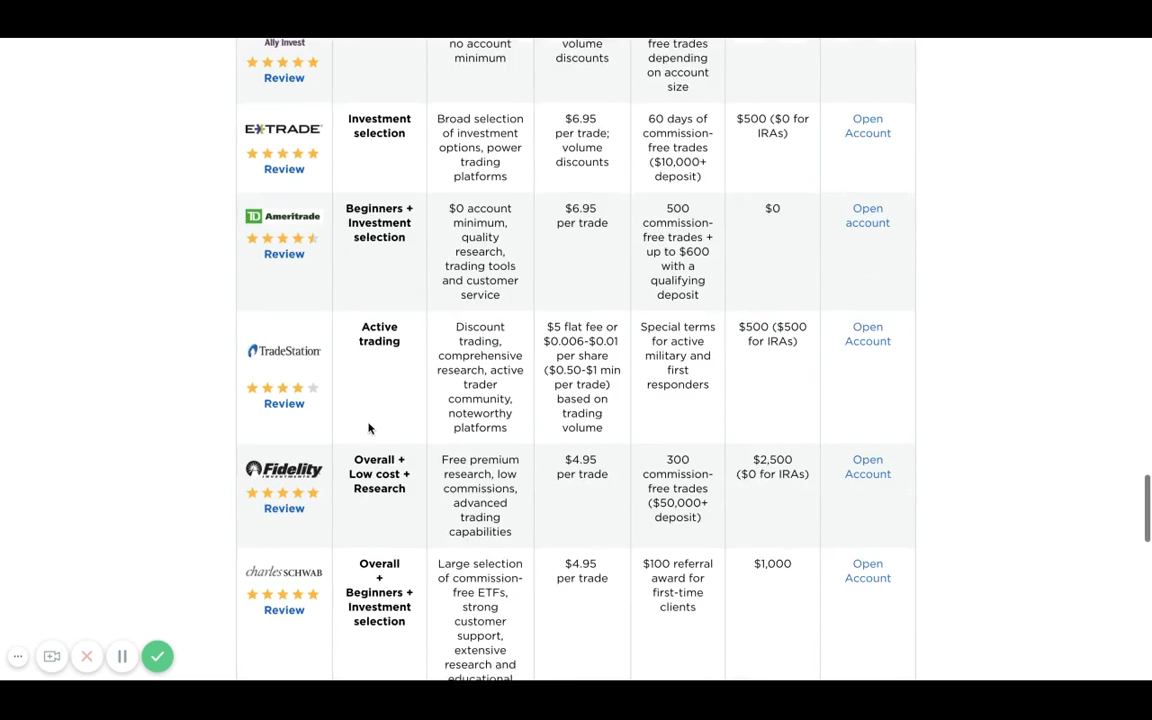 Ally Invest
Review
no account
minimum
volume
discounts
free trades
depending
on account
size
E*TRADE
Review
Investment
selection
Broad selection
of investment
options, power
trading
platforms
$6.95
per trade;
volume
discounts
60 days of
commission-
free trades
($10,000+
deposit)
$500 ($0 for
IRAs)
Open
Account
TD Ameritrade
Review
Beginners +
Investment
selection
$0 account
minimum,
quality
research,
trading tools
and customer
service
$6.95
per trade
500
commission-
free trades +
up to $600
with a
qualifying
deposit
$0
Open
account
TradeStation
Review
Active
trading
Discount
trading,
comprehensive
research, active
trader
community,
noteworthy
platforms
$5 flat fee or
$0.006-$0.01
per share
($0.50-$1 min
per trade)
based on
trading
volume
Special terms
for active
military and
first
responders
$500 ($500
for IRAs)
Open
Account
Fidelity
INVESTMENTS
Review
Overall +
Low cost +
Research
Free premium
research, low
commissions,
advanced
trading
capabilities
$4.95
per trade
300
commission-
free trades
($50,000+
deposit)
$2,500
($0 for IRAs)
Open
Account
charles SCHWAB
Review
Overall
+
Beginners +
Investment
selection
Large selection
of commission-
free ETFs,
strong
customer
support,
extensive
research and
educational
$4.95
per trade
$100 referral
award for
first-time
clients
$1,000
Open
Account